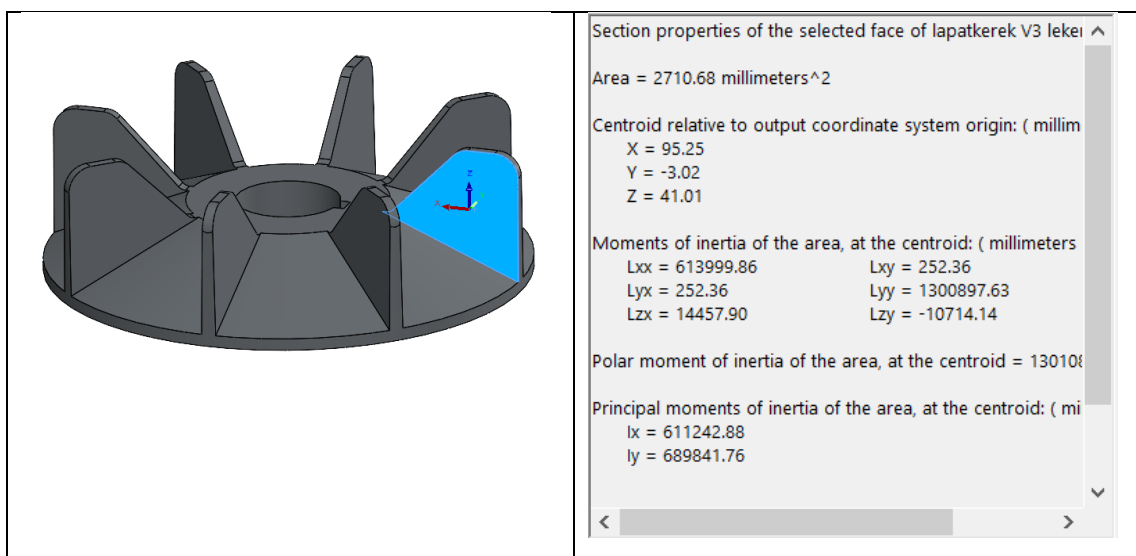 Section properties of the selected face of lapatkerek V3 leker
Area = 2710.68 millimeters^2
Centroid relative to output coordinate system origin: ( millim
X = 95.25
Y = -3.02
Z = 41.01
Moments of inertia of the area, at the centroid: ( millimeters
Lxx = 613999.86 Lxy = 252.36
Lyx = 252.36 Lyy = 1300897.63
Lzx = 14457.90 Lzy = -10714.14
Polar moment of inertia of the area, at the centroid = 130108
Principal moments of inertia of the area, at the centroid: ( mi
Ix = 611242.88
Iy = 689841.76